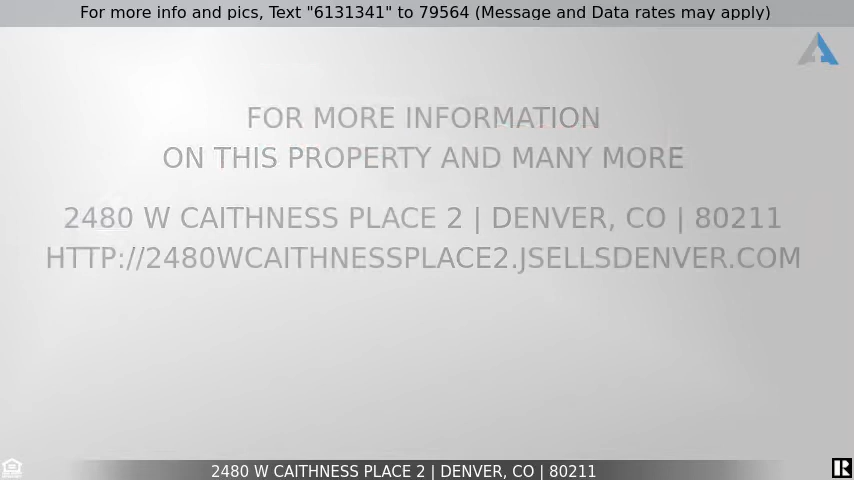 For more info and pics, Text "6131341" to 79564 (Message and Data rates may apply)
FOR MORE INFORMATION
ON THIS PROPERTY AND MANY MORE
2480 W CAITHNESS PLACE 2 | DENVER, CO | 80211
HTTP://2480WCAITHNESSPLACE2.JSELLSDENVER.COM
2480 W CAITHNESS PLACE 2 | DENVER, CO | 80211